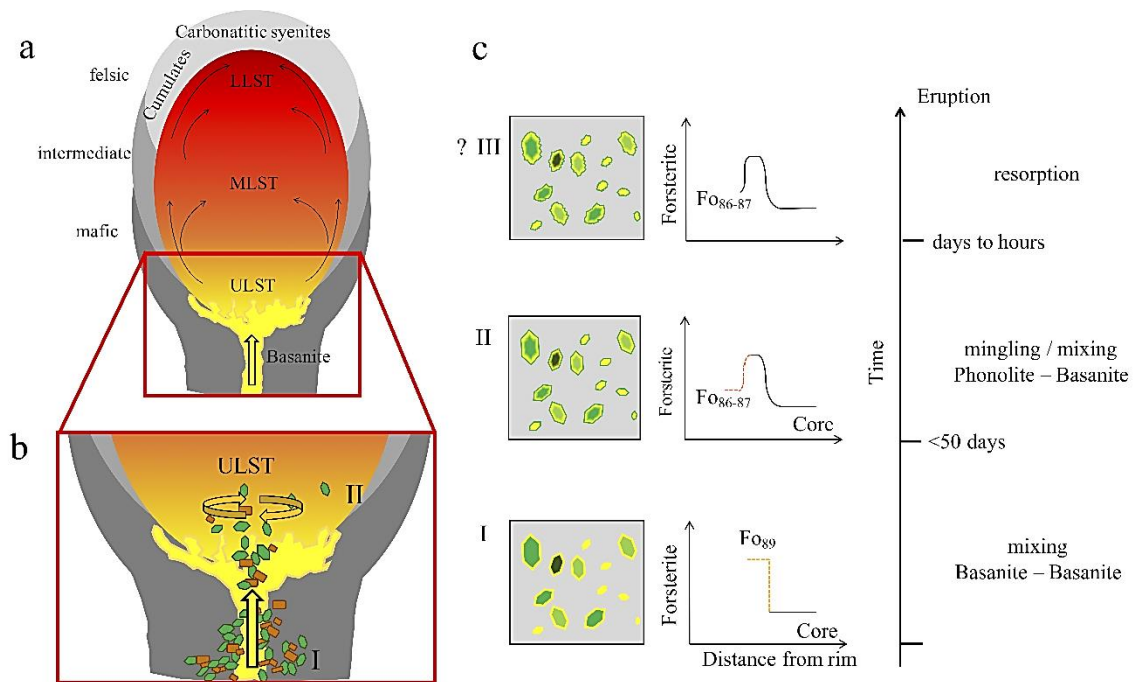 a
Carbonatitic syenites
felsic
Cumulates
LLST
intermediate
MLST
mafic
ULST
Basanite
b
ULST
II
I
c
Eruption
? III
Forsterite
Fo86-87
resorption
days to hours
II
Forsterite
Fo86-87
Core
Time
mingling / mixing
Phonolite – Basanite
<50 days
I
Forsterite
Fo89
Core
Distance from rim
mixing
Basanite – Basanite